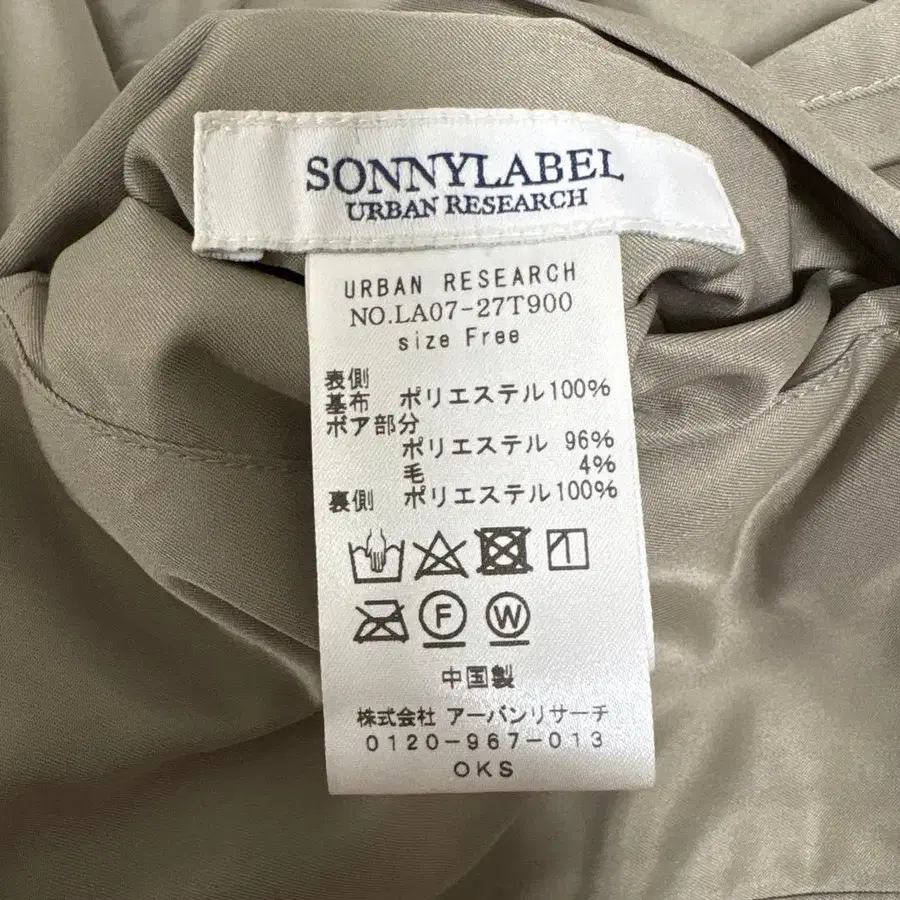 SONNYLABEL
URBAN RESEARCH
URBAN RESEARCH
NO.LA07-27T900
size Free
表側
基布 ポリエステル100%
ボア部分
ポリエステル 96%
毛 4%
裏側 ポリエステル100%
F W
中国製
株式会社 アーバンリサーチ
0120-967-013
OKS